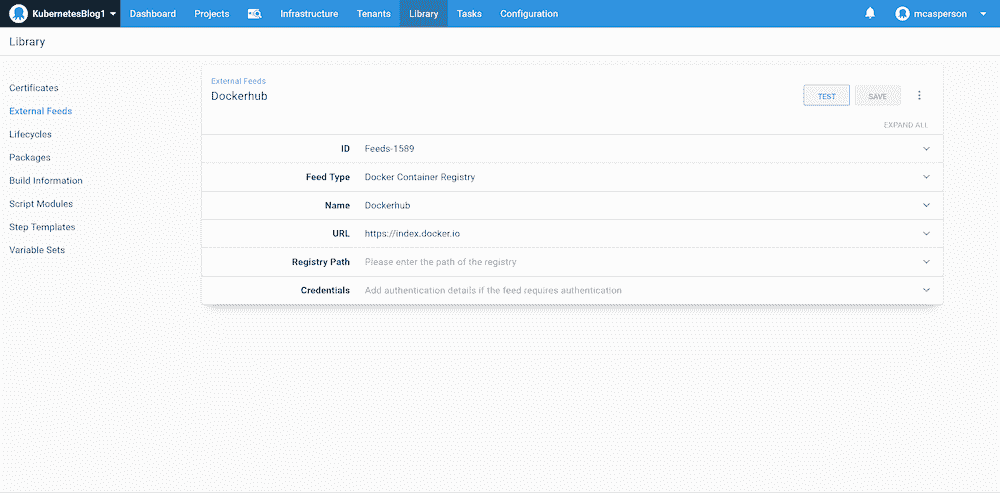 KubernetesBlog1 Dashboard Projects Infrastructure Tenants Library Tasks Configuration mcasperson
Library
Certificates
External Feeds
Lifecycles
Packages
Build Information
Script Modules
Step Templates
Variable Sets
External Feeds
Dockerhub
TEST SAVE
EXPAND ALL
ID Feeds-1589
Feed Type Docker Container Registry
Name Dockerhub
URL https://index.docker.io
Registry Path Please enter the path of the registry
Credentials Add authentication details if the feed requires authentication